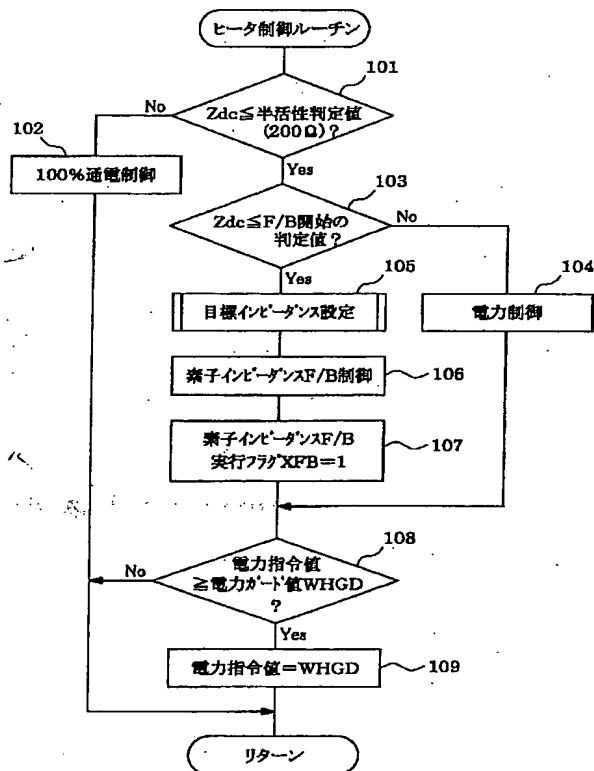 ヒータ制御ルーチン
101
Zdc≦半活性判定値
(200Ω)?
No
102
100%通電制御
Yes
103
Zdc≦F/B開始の
判定値?
No
Yes
105
104
目標インピーダンス設定
電力制御
素子インピーダンスF/B制御
106
素子インピーダンスF/B
実行フラグXFB=1
107
108
電力指令値
≧電力ガード値WHGD
?
No
Yes
電力指令値=WHGD
109
リターン